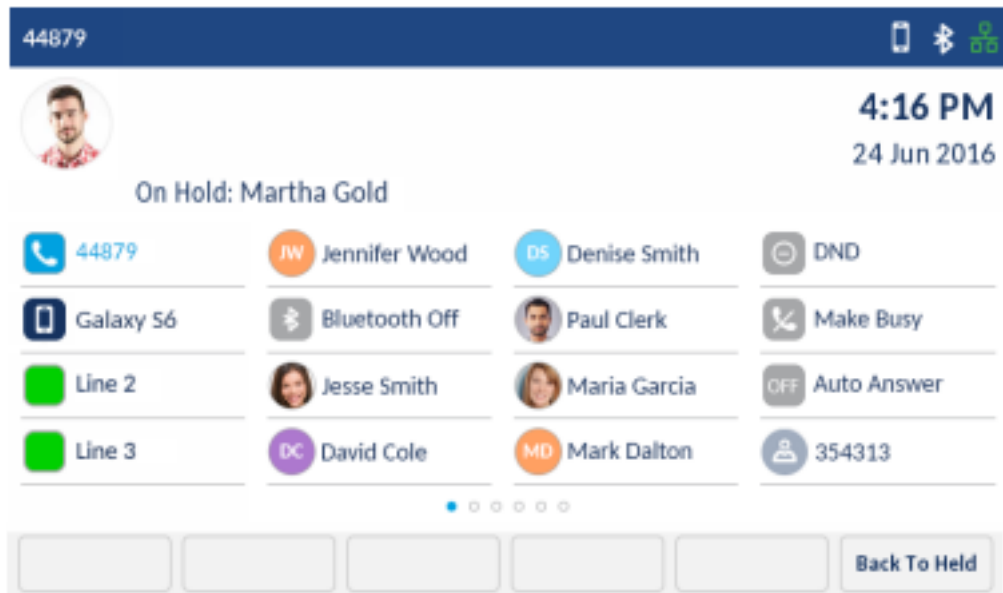 44879
4:16 PM
24 Jun 2016
On Hold: Martha Gold
44879
JW Jennifer Wood
DS Denise Smith
DND
Galaxy S6
Bluetooth Off
Paul Clerk
Make Busy
Line 2
Jesse Smith
Maria Garcia
OFF Auto Answer
Line 3
DC David Cole
MD Mark Dalton
354313
Back To Held